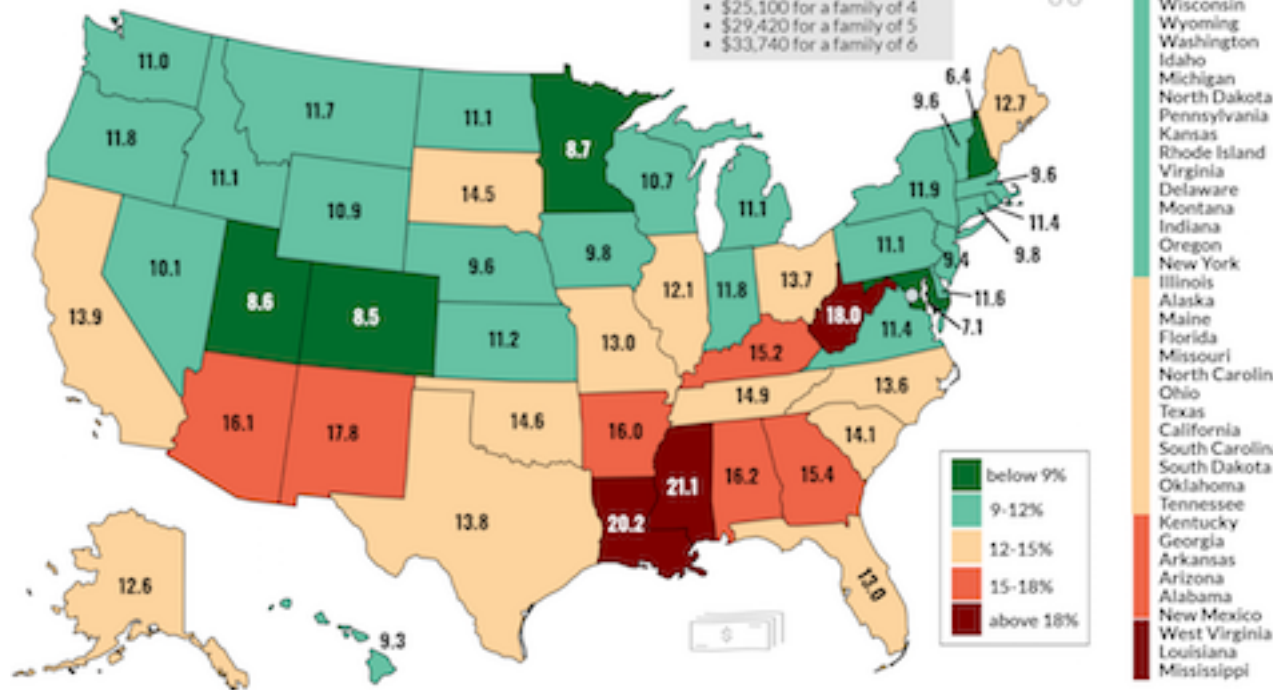 • $25,100 for a family of 4
• $29,420 for a family of 5
• $33,740 for a family of 6
11.0
11.7
11.1
8.7
6.4
12.7
9.6
11.8
11.1
14.5
10.7
11.9
9.6
10.9
11.1
11.4
9.8
11.1
9.4
10.1
9.6
9.8
13.7
12.1
11.8
11.6
8.6
8.5
18.0
11.4
7.1
13.9
11.2
13.0
15.2
13.6
14.9
16.1
17.8
14.6
16.0
14.1
21.1
16.2
15.4
20.2
13.8
13.0
12.6
9.3
$
below 9%
9-12%
12-15%
15-18%
above 18%
Wisconsin
Wyoming
Washington
Idaho
Michigan
North Dakota
Pennsylvania
Kansas
Rhode Island
Virginia
Delaware
Montana
Indiana
Oregon
New York
Illinois
Alaska
Maine
Florida
Missouri
North Carolin
Ohio
Texas
California
South Carolin
South Dakota
Oklahoma
Tennessee
Kentucky
Georgia
Arkansas
Arizona
Alabama
New Mexico
West Virginia
Louisiana
Mississippi